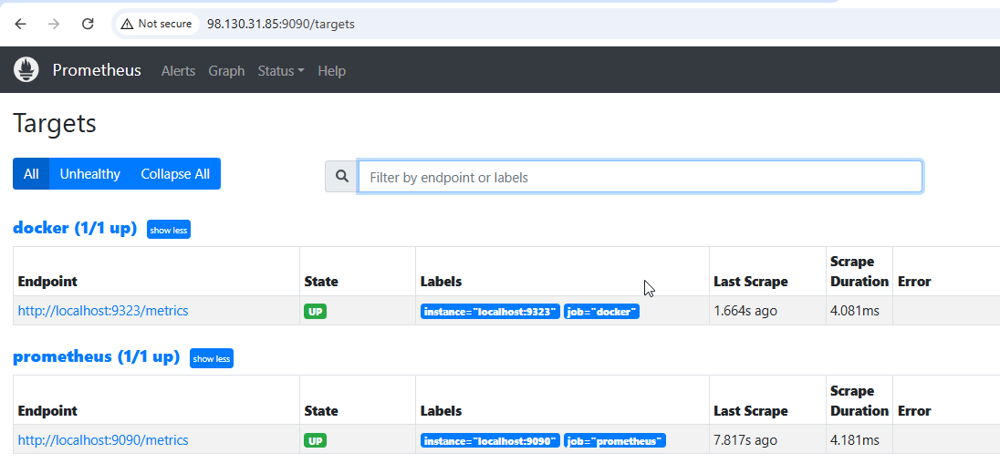 Not secure 98.130.31.85:9090/targets
Prometheus Alerts Graph Status Help
Targets
All Unhealthy Collapse All Filter by endpoint or labels
docker (1/1 up) show less
Endpoint State Labels Last Scrape Scrape Duration Error
http://localhost:9323/metrics UP instance="localhost:9323" job="docker" 1.664s ago 4.081ms
prometheus (1/1 up) show less
Endpoint State Labels Last Scrape Scrape Duration Error
http://localhost:9090/metrics UP instance="localhost:9090" job="prometheus" 7.817s ago 4.181ms